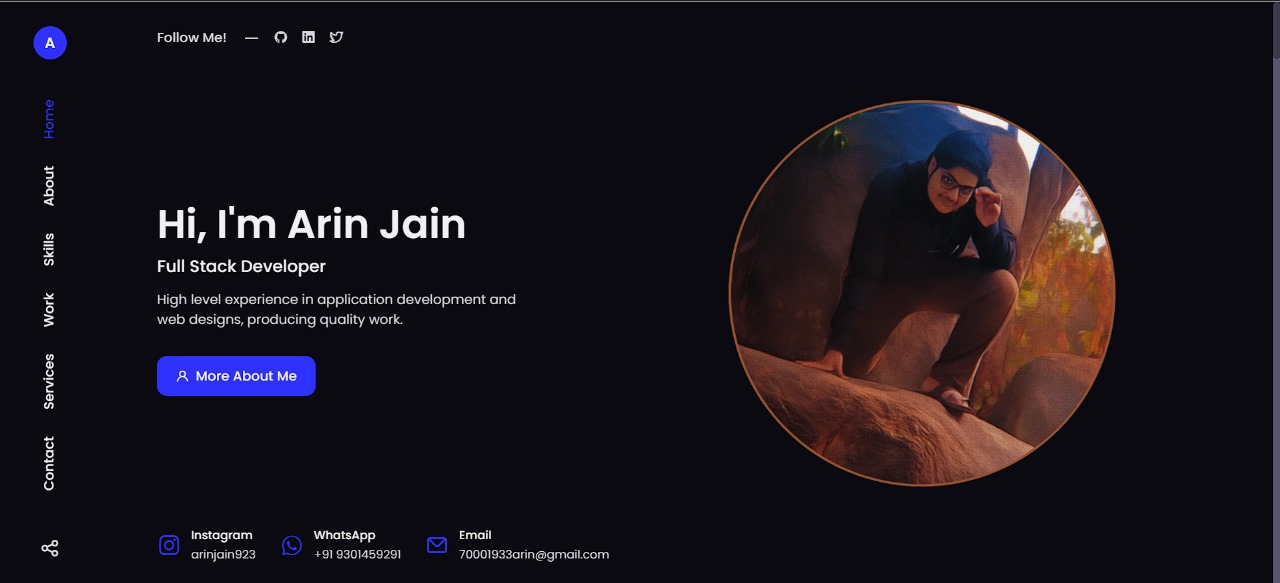 A
Follow Me!
Home
About
Skills
Work
Services
Contact
Hi, I'm Arin Jain
Full Stack Developer
High level experience in application development and
web designs, producing quality work.
More About Me
Instagram
arinjain923
WhatsApp
+91 9301459291
Email
70001933arin@gmail.com